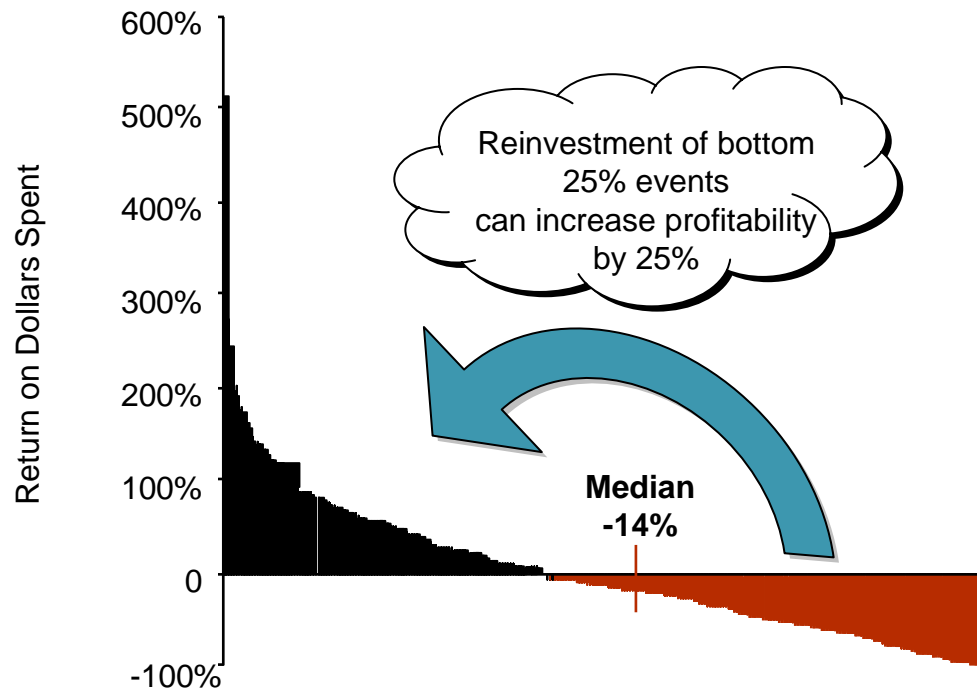 600%
500%
400%
300%
200%
100%
0
-100%
Return on Dollars Spent
Reinvestment of bottom
25% events
can increase profitability
by 25%
Median
-14%